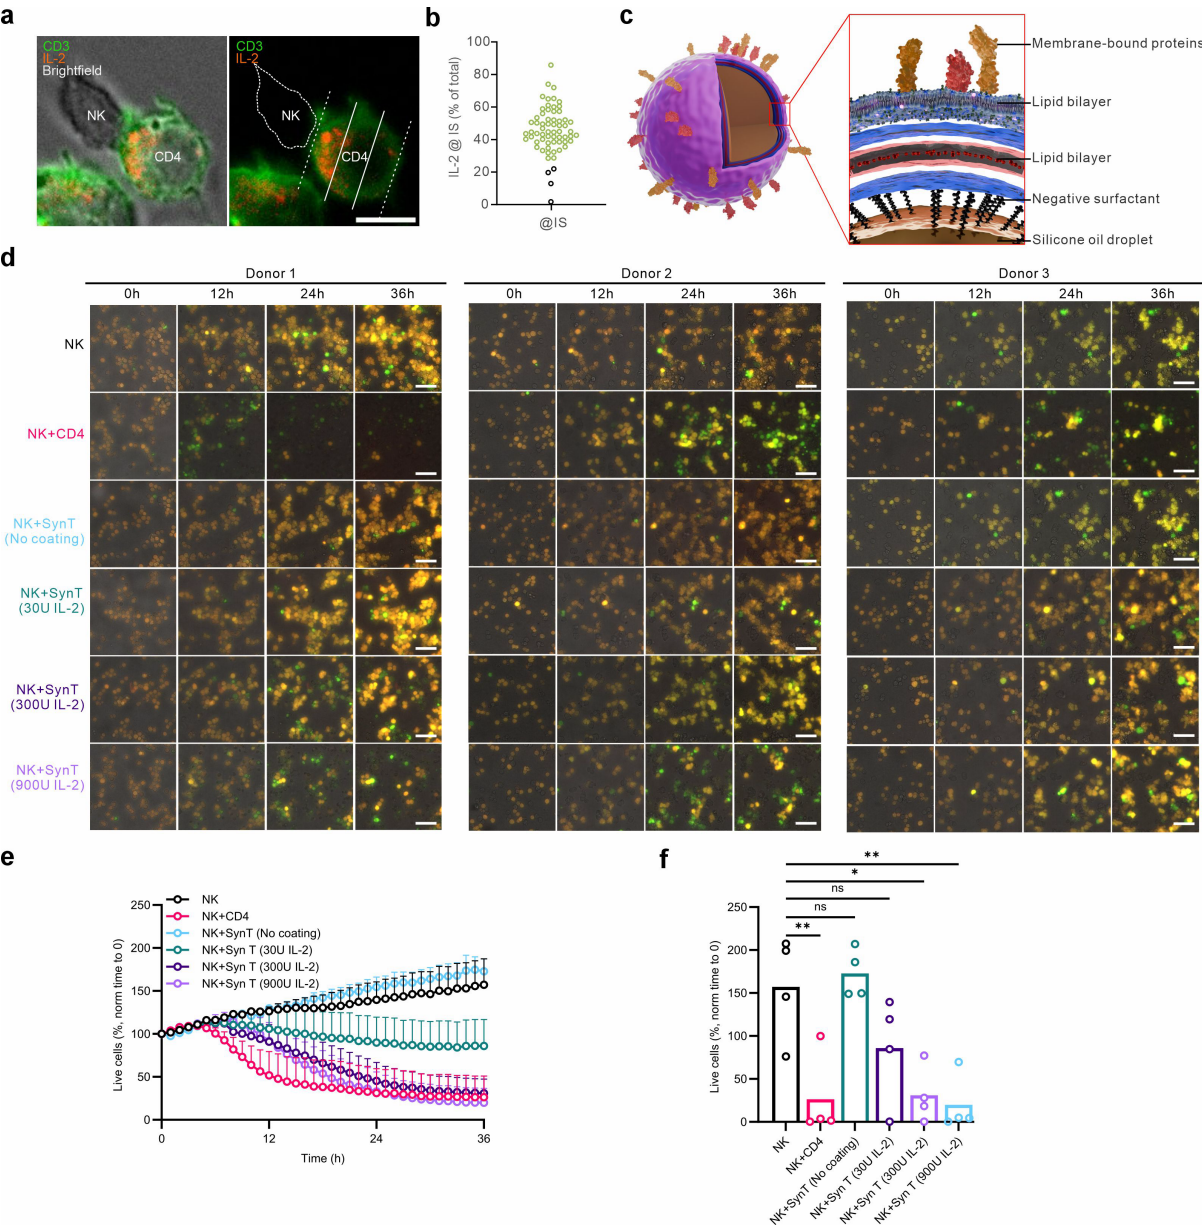 a
CD3
IL-2
Brightfield
NK
CD4
CD3
IL-2
NK
CD4
b
IL-2 @ IS (% of total)
100
80
60
40
20
0
@IS
c
Membrane-bound proteins
Lipid bilayer
Lipid bilayer
Negative surfactant
Silicone oil droplet
d
Donor 1
Donor 2
Donor 3
0h 12h 24h 36h
0h 12h 24h 36h
0h 12h 24h 36h
NK
NK+CD4
NK+SynT
(No coating)
NK+SynT
(30U IL-2)
NK+SynT
(300U IL-2)
NK+SynT
(900U IL-2)
e
Live cells (%, norm time to 0)
250
200
150
100
50
0
0 12 24 36
Time (h)
NK
NK+CD4
NK+SynT (No coating)
NK+Syn T (30U IL-2)
NK+Syn T (300U IL-2)
NK+Syn T (900U IL-2)
f
**
*
ns
ns
**
Live cells (%, norm time to 0)
250
200
150
100
50
0
NK
NK+CD4
NK+SynT (No coating)
NK+Syn T (30U IL-2)
NK+Syn T (300U IL-2)
NK+Syn T (900U IL-2)